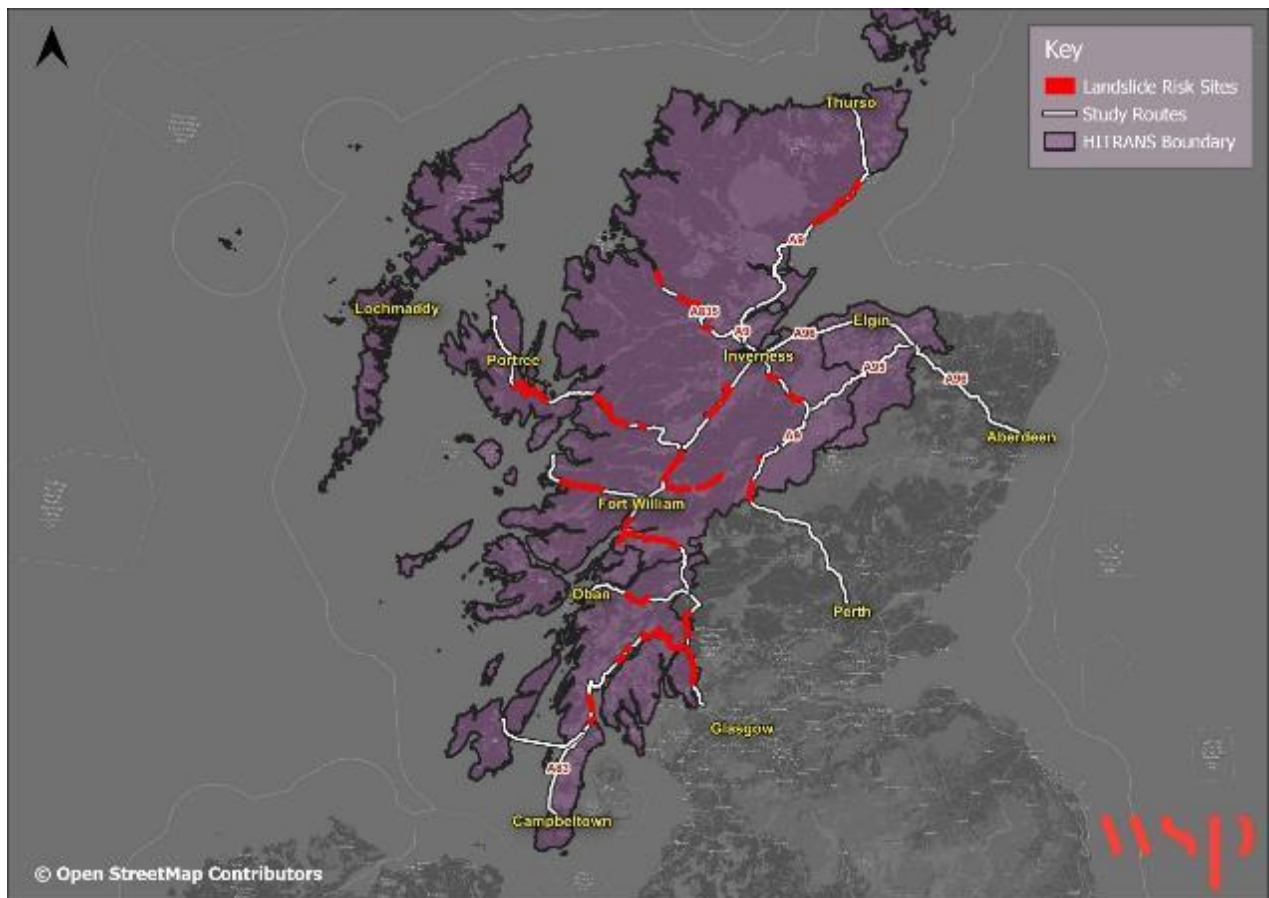 Key
Landslide Risk Sites
Study Routes
HITRANS Boundary
Thurso
A9
Lochmaddy
A835
Elgin
A9
A96
Inverness
Portree
A95
A96
Aberdeen
A9
Fort William
Oban
Perth
Glasgow
A83
Campbeltown
wsp
© Open StreetMap Contributors